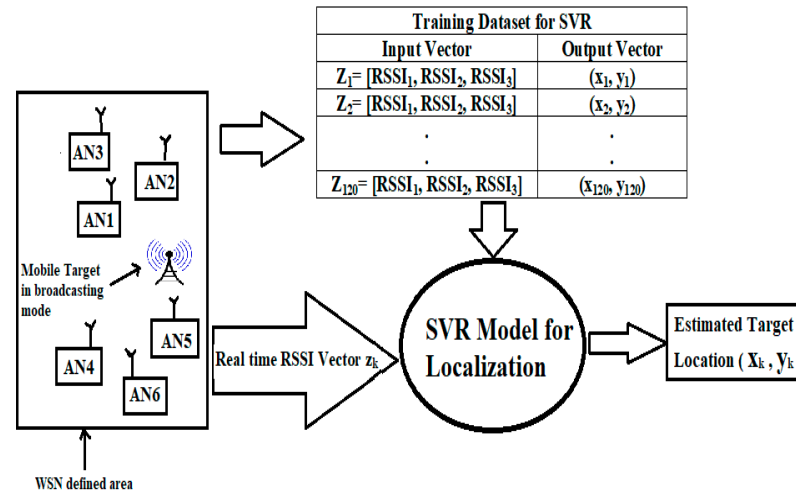 Training Dataset for SVR
Input Vector Output Vector
Z₁= [RSSI₁, RSSI₂, RSSI₃] (x₁, y₁)
Z₂= [RSSI₁, RSSI₂, RSSI₃] (x₂, y₂)
. .
. .
Z₁₂₀= [RSSI₁, RSSI₂, RSSI₃] (x₁₂₀, y₁₂₀)
AN3
AN2
AN1
Mobile Target
in broadcasting
mode
AN5
AN4
AN6
WSN defined area
Real time RSSI Vector zₖ
SVR Model for
Localization
Estimated Target
Location ( xₖ , yₖ